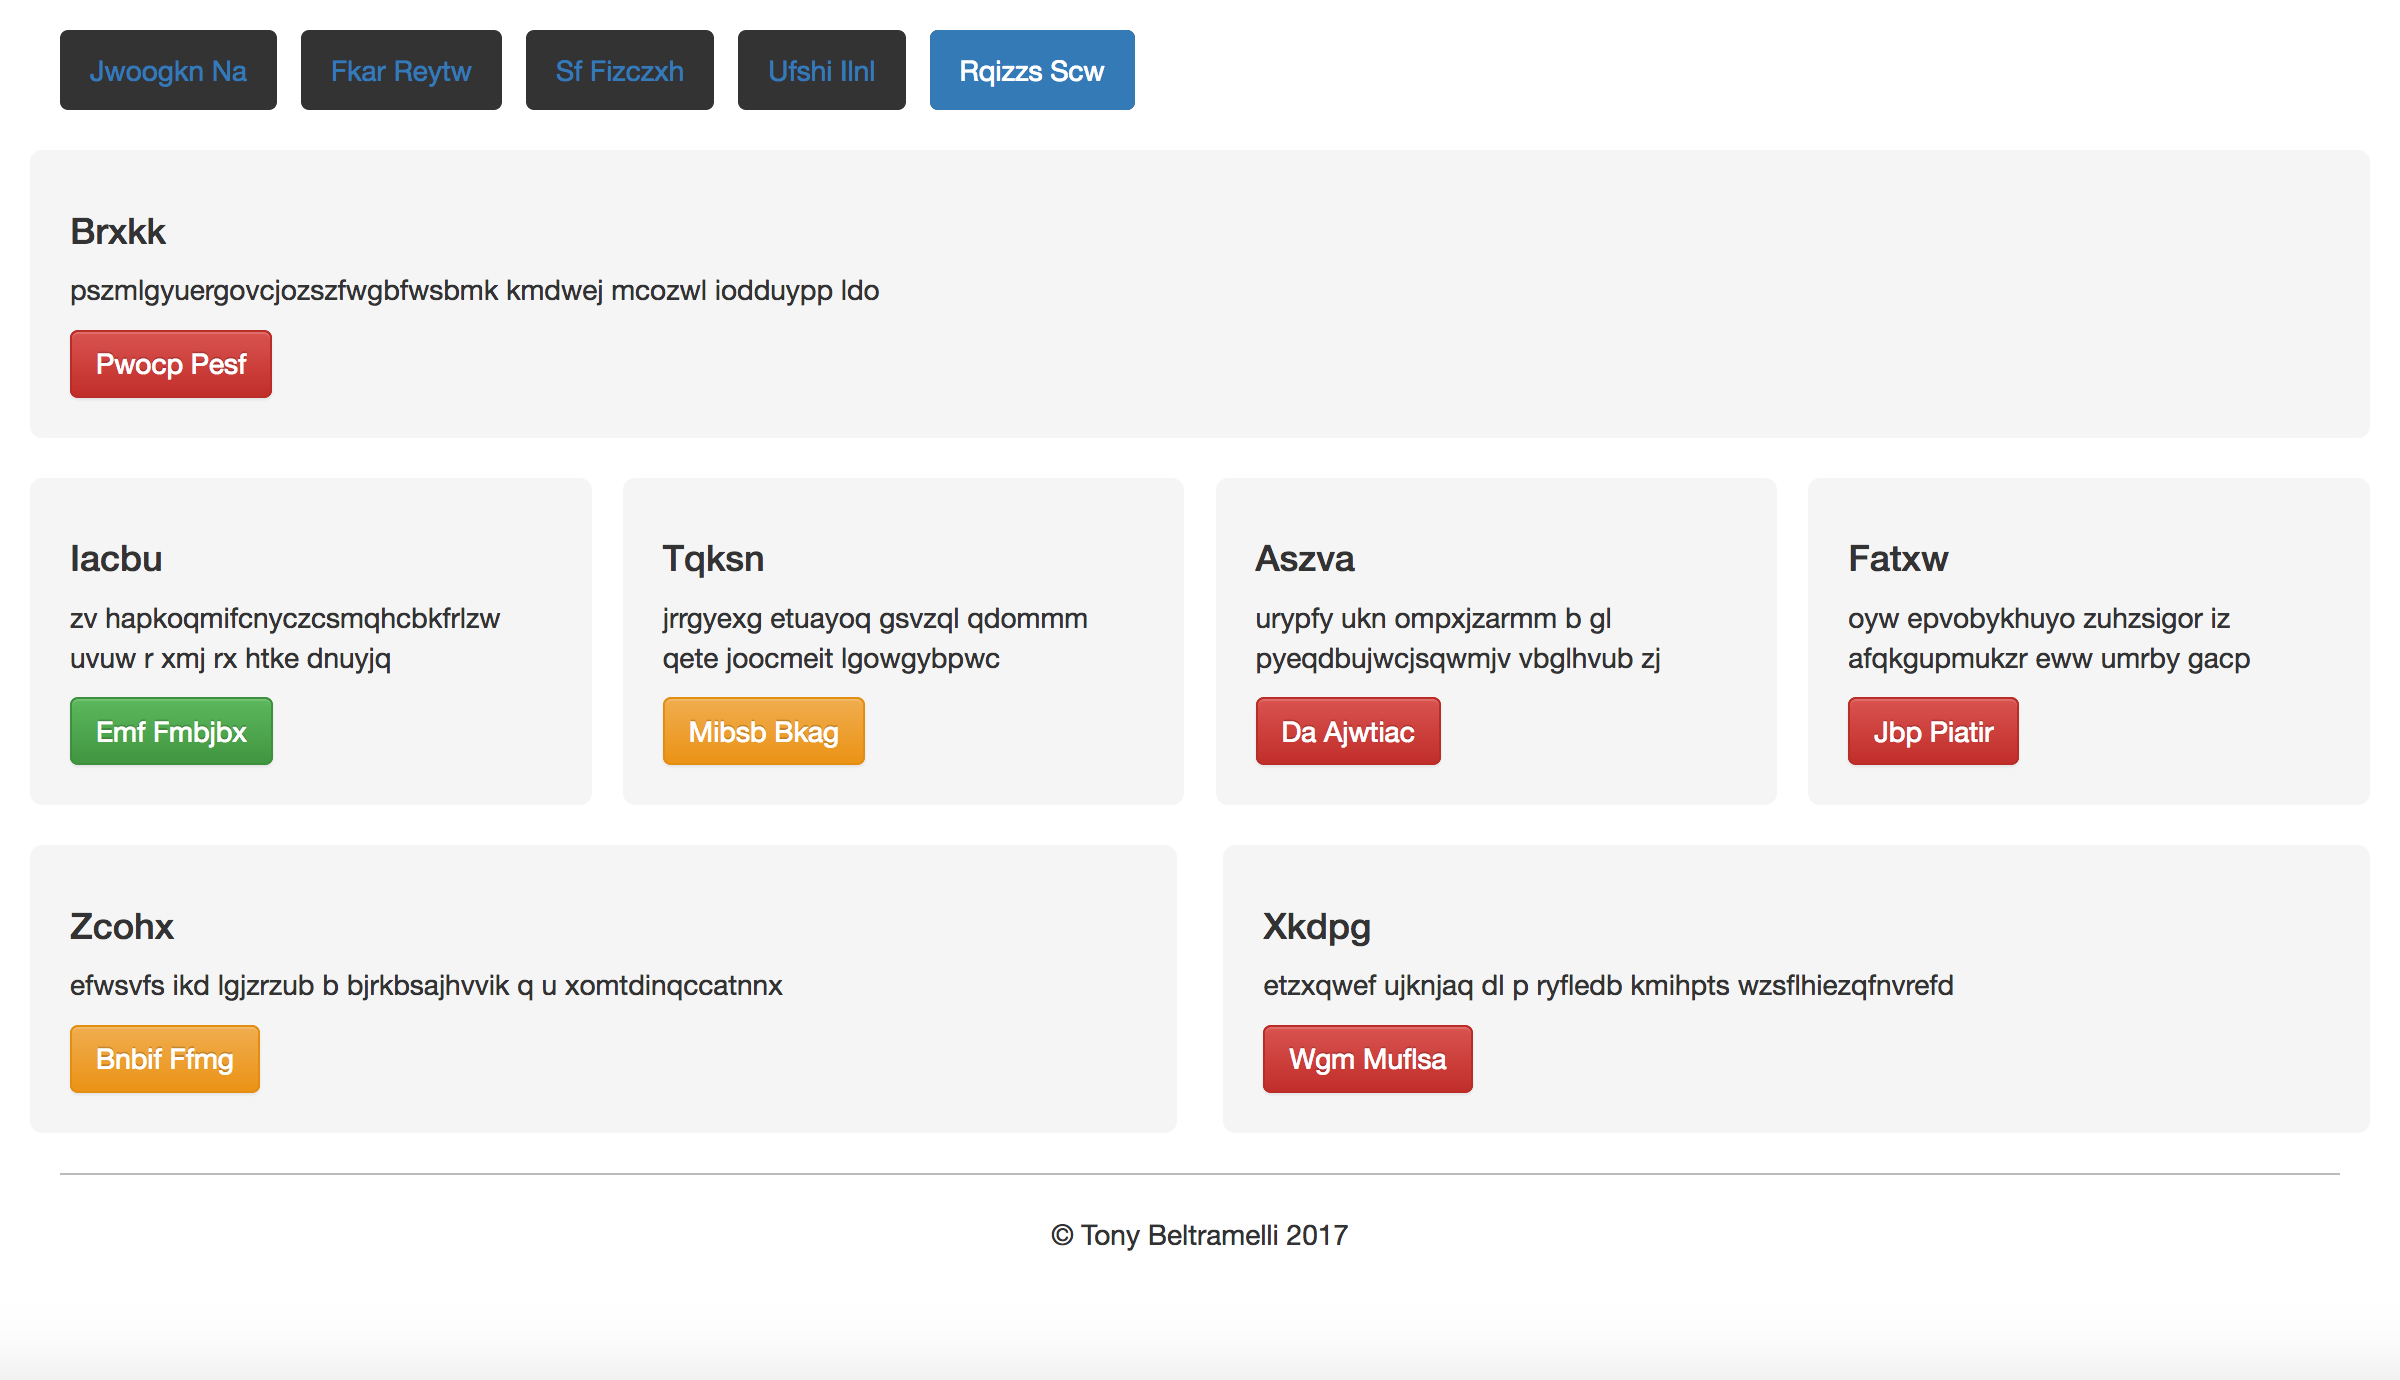 Jwoogkn Na
Fkar Reytw
Sf Fizczxh
Ufshi Ilnl
Rqizzs Scw
Brxkk
pszmlgyuergovcjozszfwgbfwsbmk kmdwej mcozwl iodduypp ldo
Pwocp Pesf
Iacbu
zv hapkoqmifcnyczcsmqhcbkfrlzw
uvuw r xmj rx htke dnuyjq
Emf Fmbjbx
Tqksn
jrrgyexg etuayoq gsvzql qdommm
qete joocmeit lgowgybpwc
Mibsb Bkag
Aszva
urypfy ukn ompxjzarmm b gl
pyeqdbujwcjsqwmjv vbglhvub zj
Da Ajwtiac
Fatxw
oyw epvobykhuyo zuhzsigor iz
afqkgupmukzr eww umrby gacp
Jbp Piatir
Zcohx
efwsvfs ikd lgjzrzub b bjrkbsajhvvik q u xomtdinqccatnnx
Bnbif Ffmg
Xkdpg
etzxqwef ujknjaq dl p ryfledb kmihpts wzsflhiezqfnvrefd
Wgm Muflsa
© Tony Beltramelli 2017